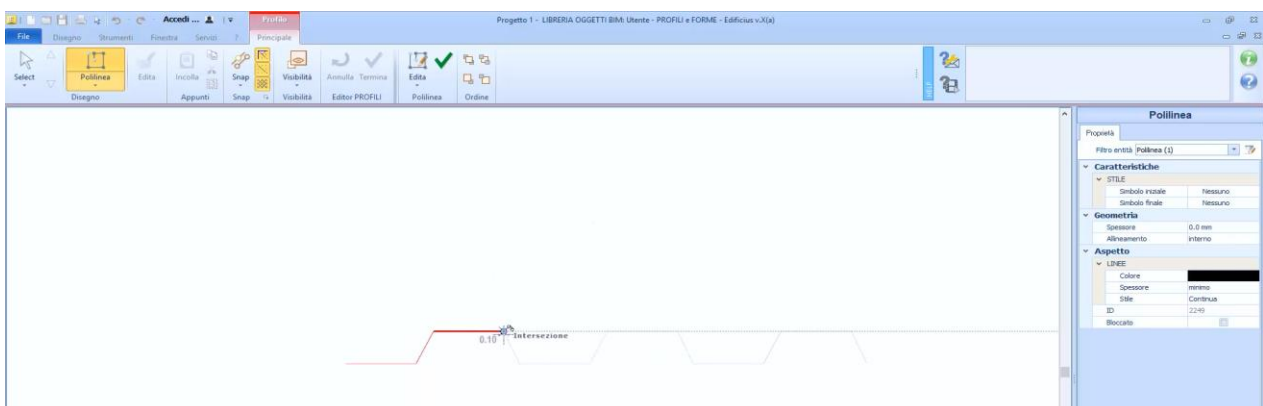 Accedi ...
Profilo
Progetto 1 - LIBRERIA OGGETTI BIM: Utente - PROFILI e FORME - Edificius v.X(a)
File Disegno Strumenti Finestra Servizi ? Principale
Select Polilinea Edita Incolla Snap Visibilità Annulla Termina Edita
Disegno Appunti Snap Visibilità Editor PROFILI Polilinea Ordine
Polilinea
Proprietà
Filtro entità Polilinea (1)
Caratteristiche
STILE
Simbolo iniziale Nessuno
Simbolo finale Nessuno
Geometria
Spessore 0.0 mm
Allineamento interno
Aspetto
LINEE
Colore
Spessore minimo
Stile Continua
ID 2249
Bloccato
Intersezione
0.10